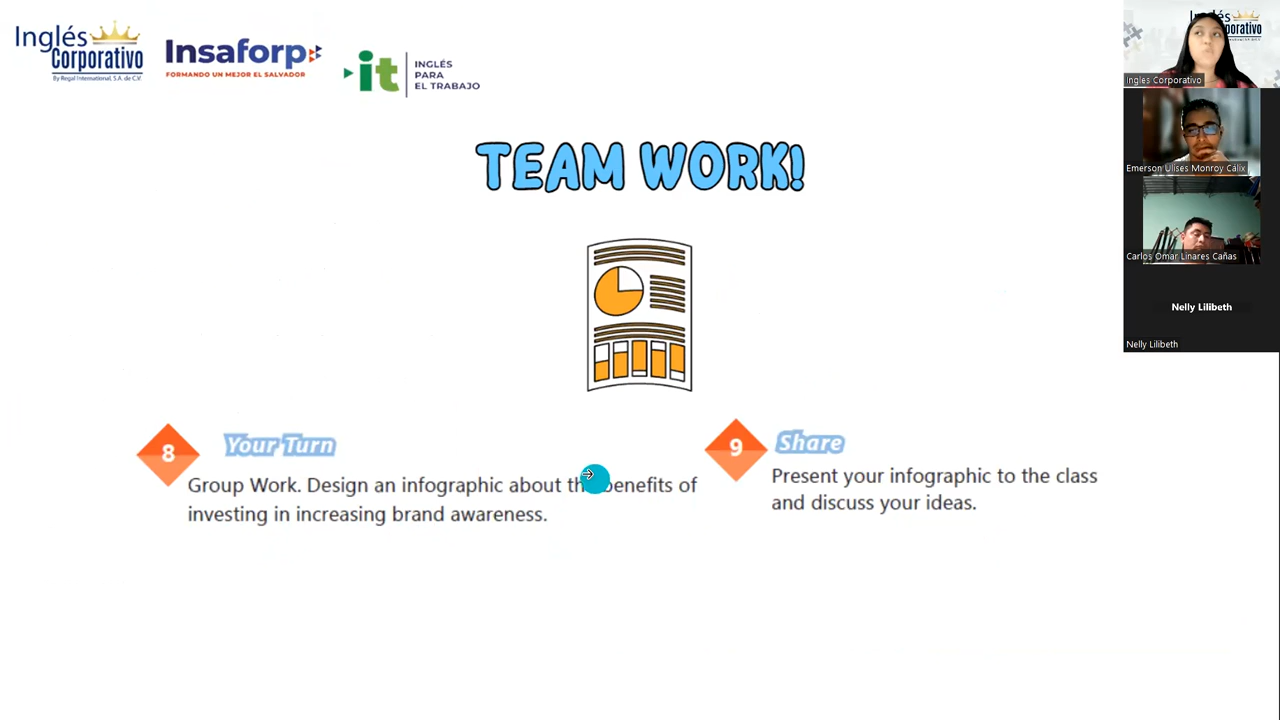 Inglés
Corporativo
By Regal International, S.A. de C.V.
Insaforp
FORMANDO UN MEJOR EL SALVADOR
it
INGLÉS
PARA
EL TRABAJO
TEAM WORK!
8
Your Turn
Group Work. Design an infographic about the benefits of
investing in increasing brand awareness.
9
Share
Present your infographic to the class
and discuss your ideas.
Ingles Corporativo
Emerson Ulises Monroy Cálix
Carlos Omar Linares Cañas
Nelly Lilibeth
Nelly Lilibeth